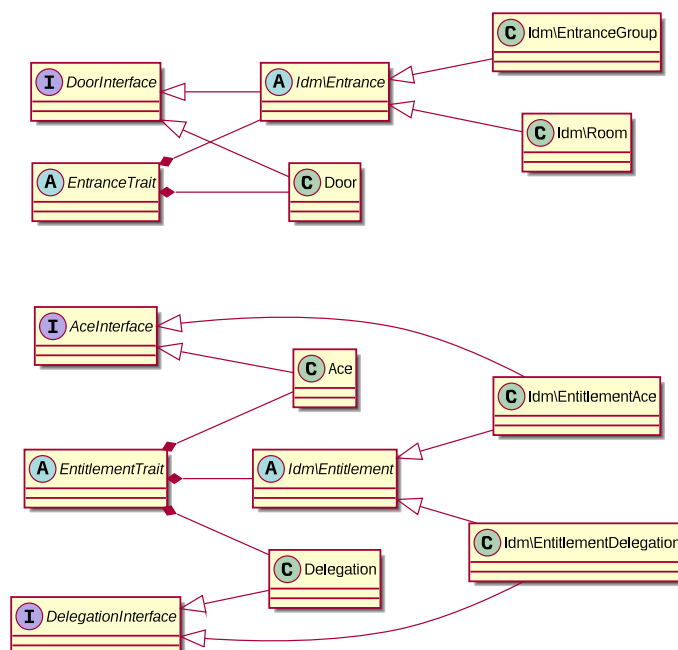 C Idm\EntranceGroup
I DoorInterface
A Idm\Entrance
C Idm\Room
A EntranceTrait
C Door
I AceInterface
C Ace
C Idm\EntitlementAce
A EntitlementTrait
A Idm\Entitlement
C Idm\EntitlementDelegation
C Delegation
I DelegationInterface